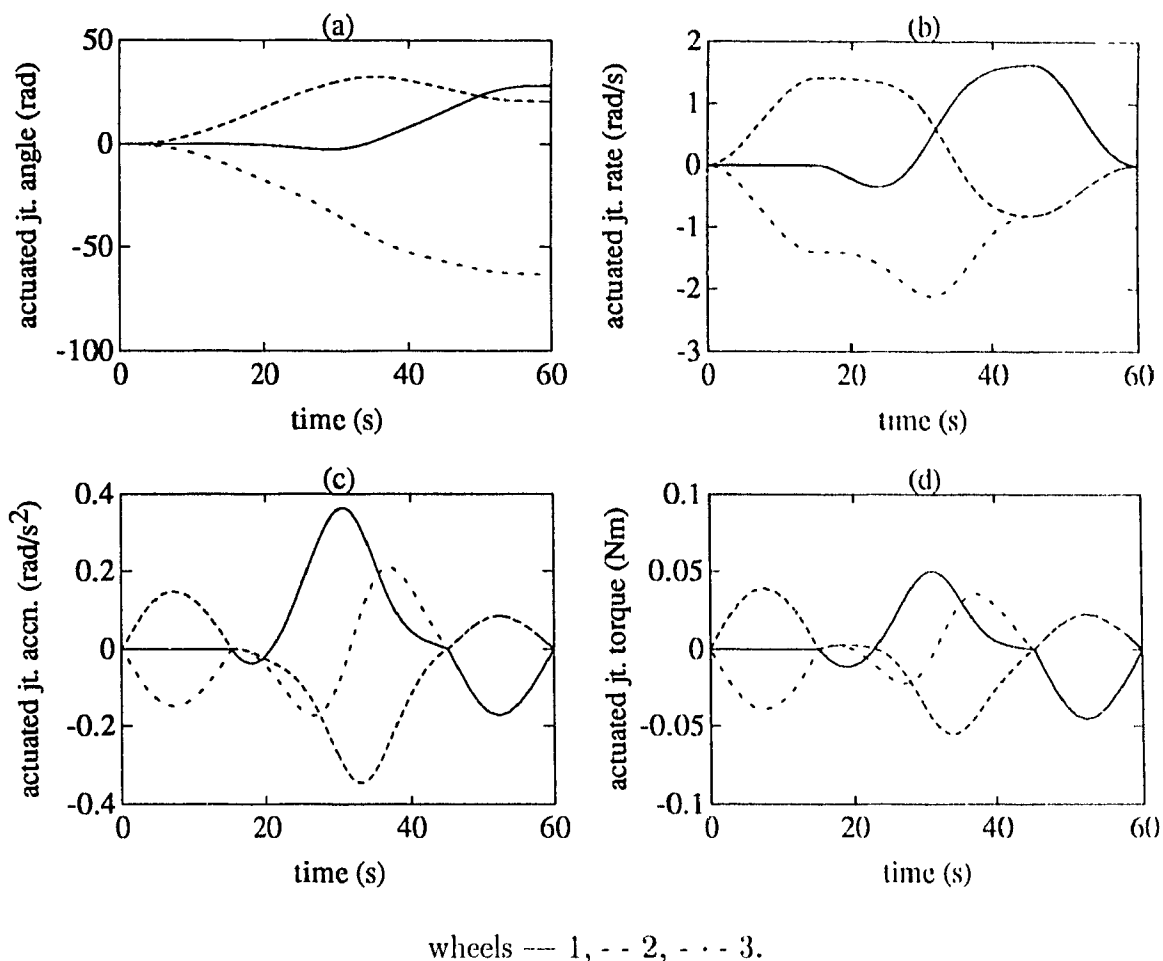 (a)
50
0
-50
-100
0 20 40 60
actuated jt. angle (rad)
time (s)
(b)
2
1
0
-1
-2
-3
0 20 40 60
actuated jt. rate (rad/s)
time (s)
(c)
0.4
0.2
0
-0.2
-0.4
0 20 40 60
actuated jt. accn. (rad/s²)
time (s)
(d)
0.1
0.05
0
-0.05
-0.1
0 20 40 60
actuated jt. torque (Nm)
time (s)
wheels — 1, - - 2, - · - 3.